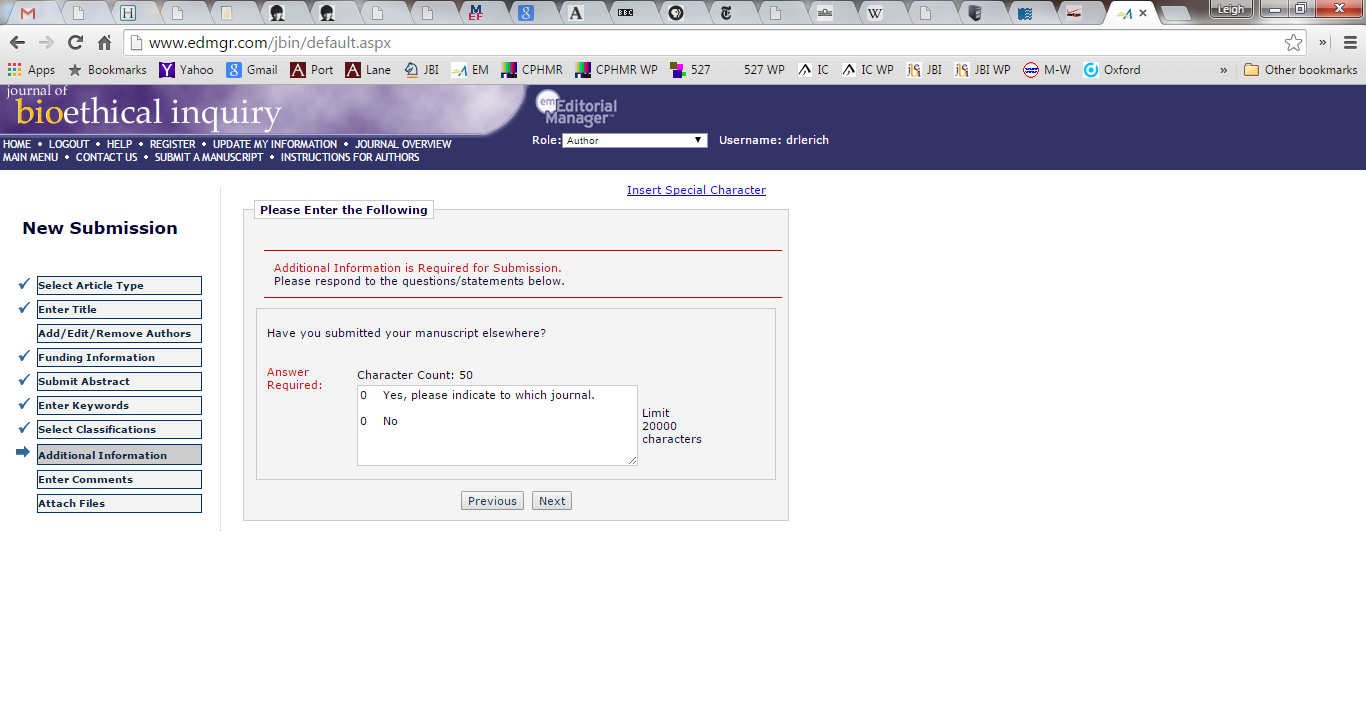 Leigh
www.edmgr.com/jbin/default.aspx
Apps Bookmarks Yahoo Gmail Port Lane JBI EM CPHMR CPHMR WP 527 527 WP IC IC WP JBI JBI WP M-W Oxford » Other bookmarks
journal of
bioethical inquiry
em Editorial
Manager™
Role: Author Username: drlerich
HOME • LOGOUT • HELP • REGISTER • UPDATE MY INFORMATION • JOURNAL OVERVIEW
MAIN MENU • CONTACT US • SUBMIT A MANUSCRIPT • INSTRUCTIONS FOR AUTHORS
Insert Special Character
New Submission
Select Article Type
Enter Title
Add/Edit/Remove Authors
Funding Information
Submit Abstract
Enter Keywords
Select Classifications
Additional Information
Enter Comments
Attach Files
Please Enter the Following
Additional Information is Required for Submission.
Please respond to the questions/statements below.
Have you submitted your manuscript elsewhere?
Answer
Required:
Character Count: 50
0 Yes, please indicate to which journal.
0 No
Limit
20000
characters
Previous Next